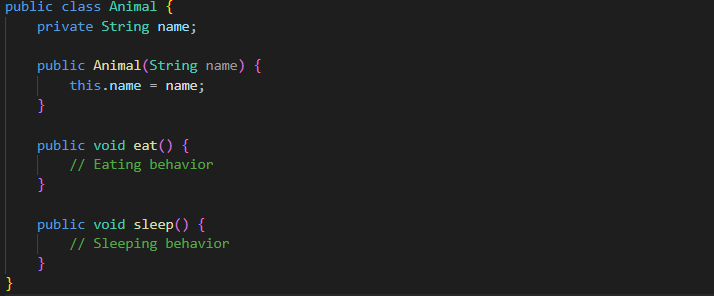 public class Animal {
    private String name;

    public Animal(String name) {
        this.name = name;
    }

    public void eat() {
        // Eating behavior
    }

    public void sleep() {
        // Sleeping behavior
    }
}